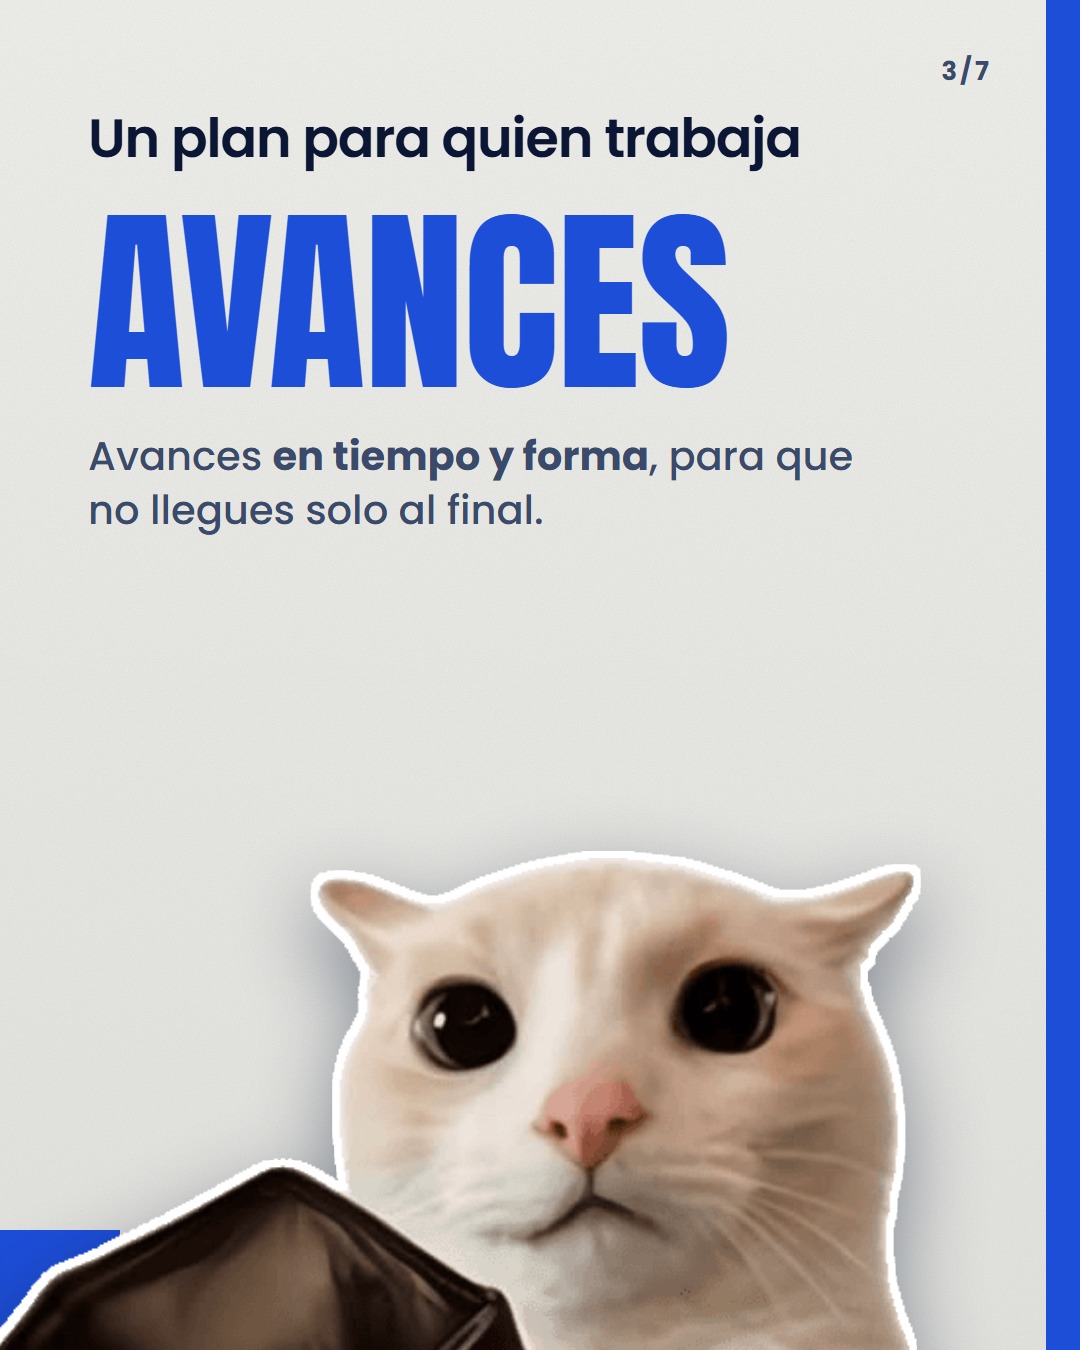 3/7
Un plan para quien trabaja
AVANCES
Avances en tiempo y forma, para que
no llegues solo al final.